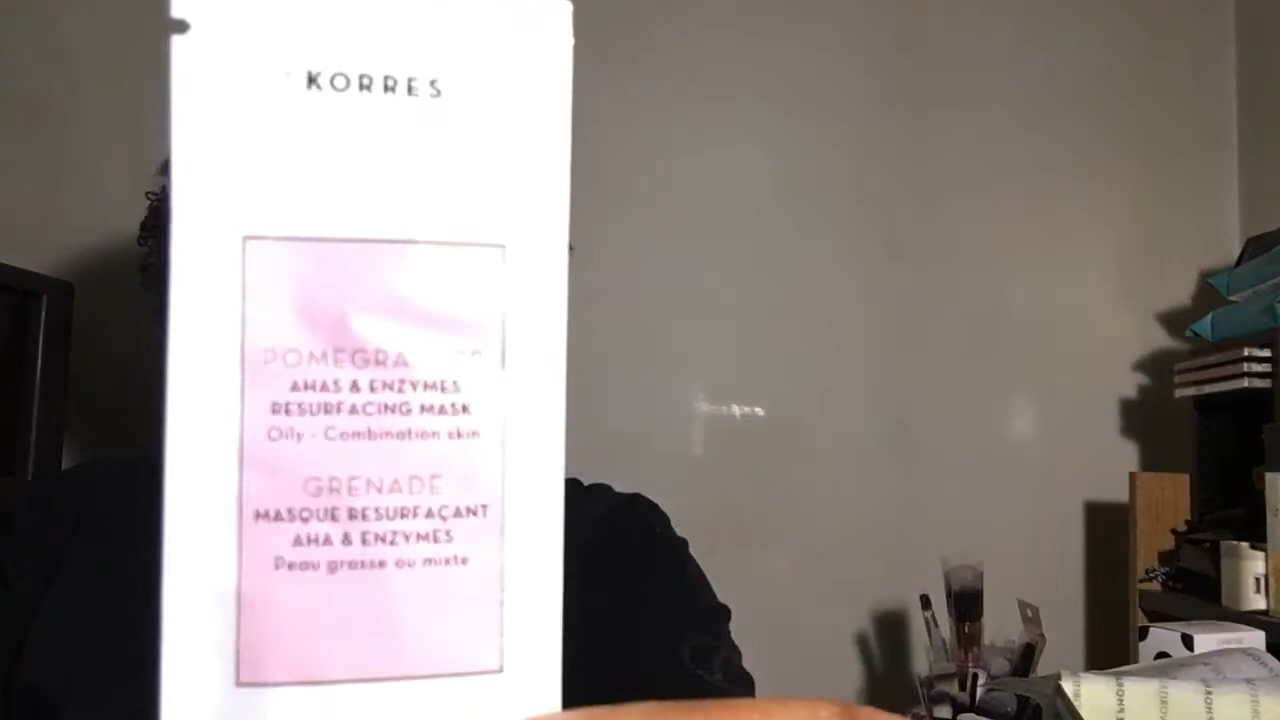 KORRES
AHAS & ENZYMES
RESURFACING MASK
Oily - Combination skin
GRENADE
MASQUE RESURFAÇANT
AHA & ENZYMES
Peau grasse ou mixte